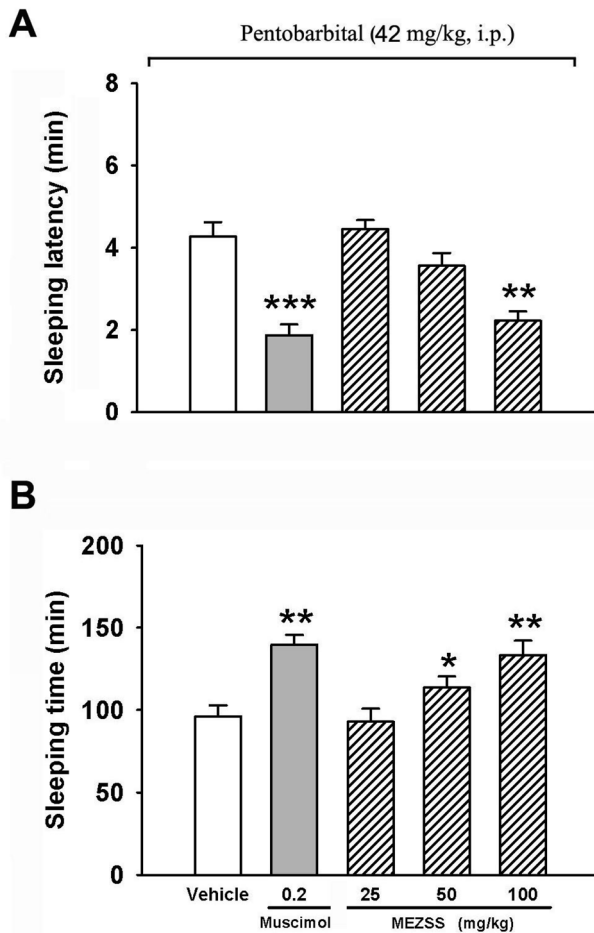 A
Pentobarbital (42 mg/kg, i.p.)
Sleeping latency (min)
8
6
4
2
0
***
**
B
Sleeping time (min)
200
150
100
50
0
**
*
**
Vehicle 0.2 25 50 100
Muscimol MEZSS (mg/kg)